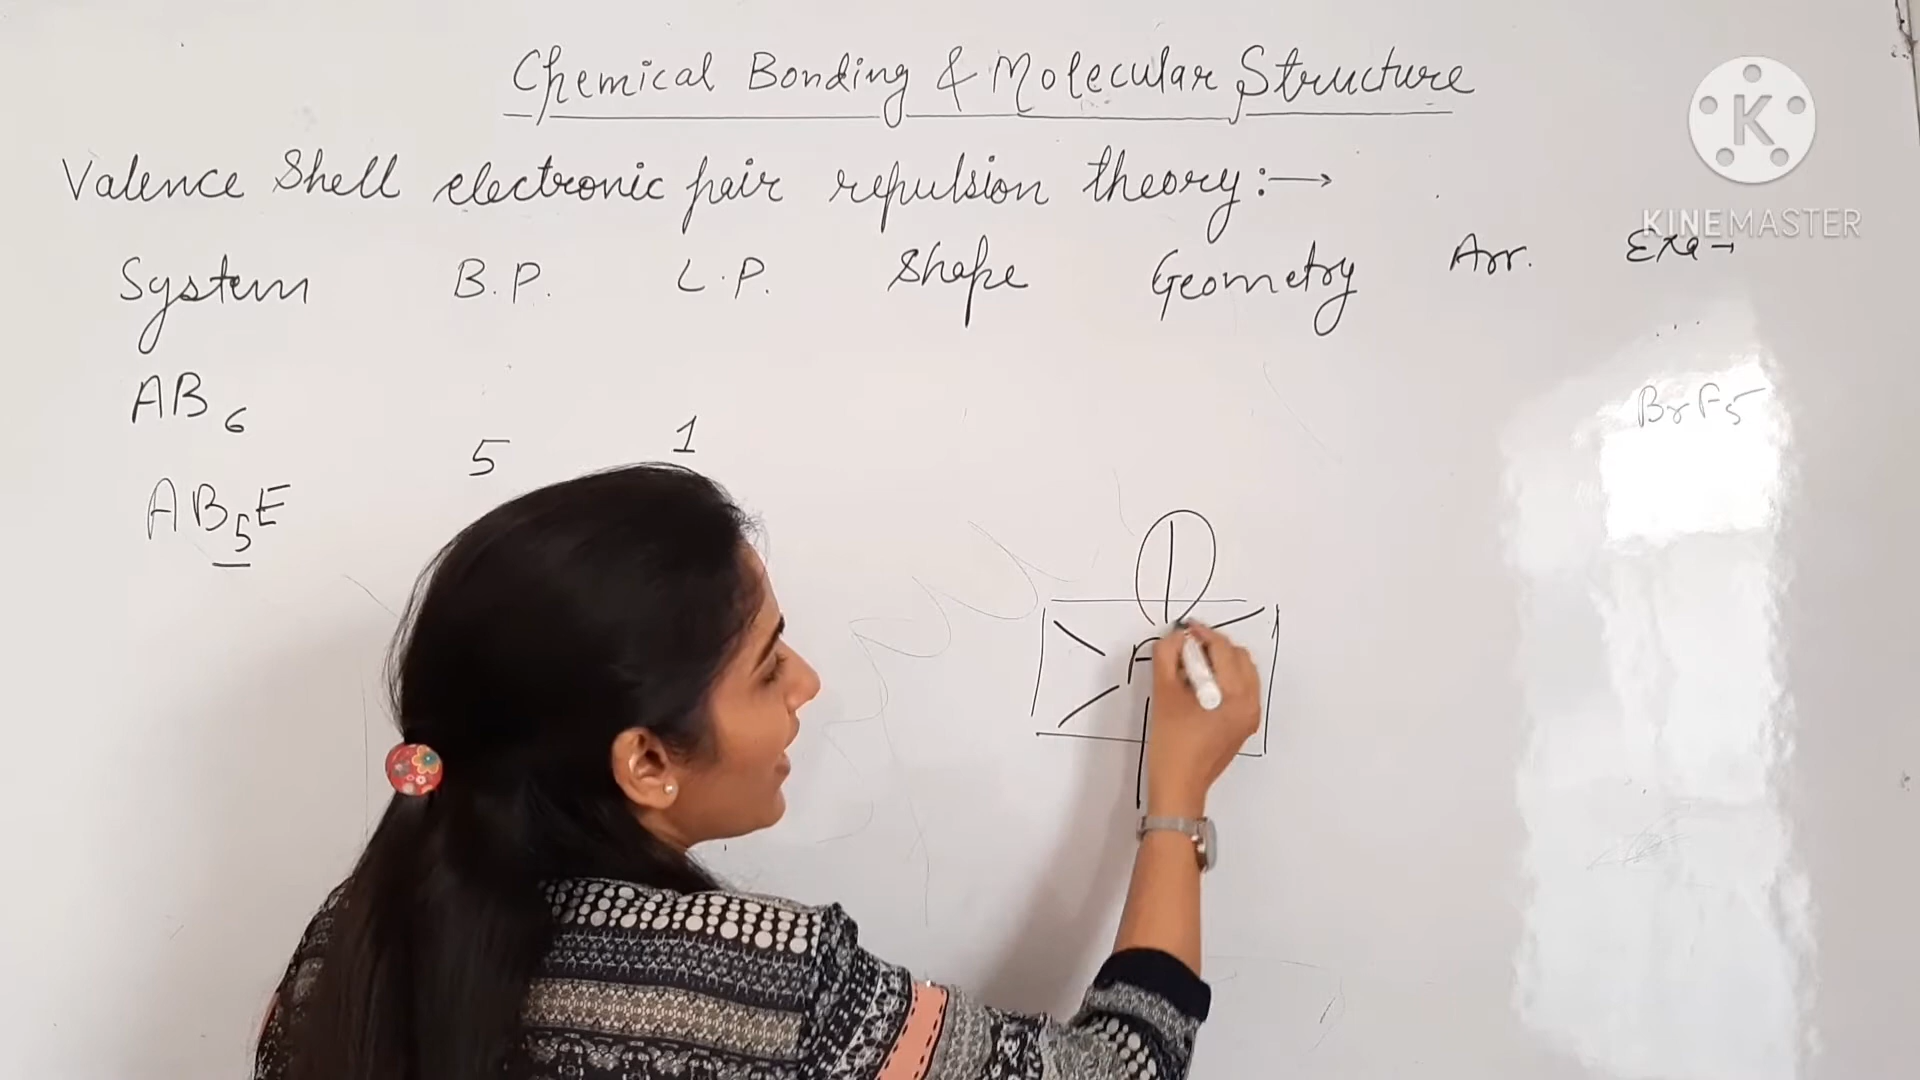 Chemical Bonding & Molecular Structure
Valence Shell electronic pair repulsion theory:→
K
KINEMASTER
System B.P. L.P. Shape Geometry Arr. Exa→
AB6
BrF5
5 1
AB5E
A